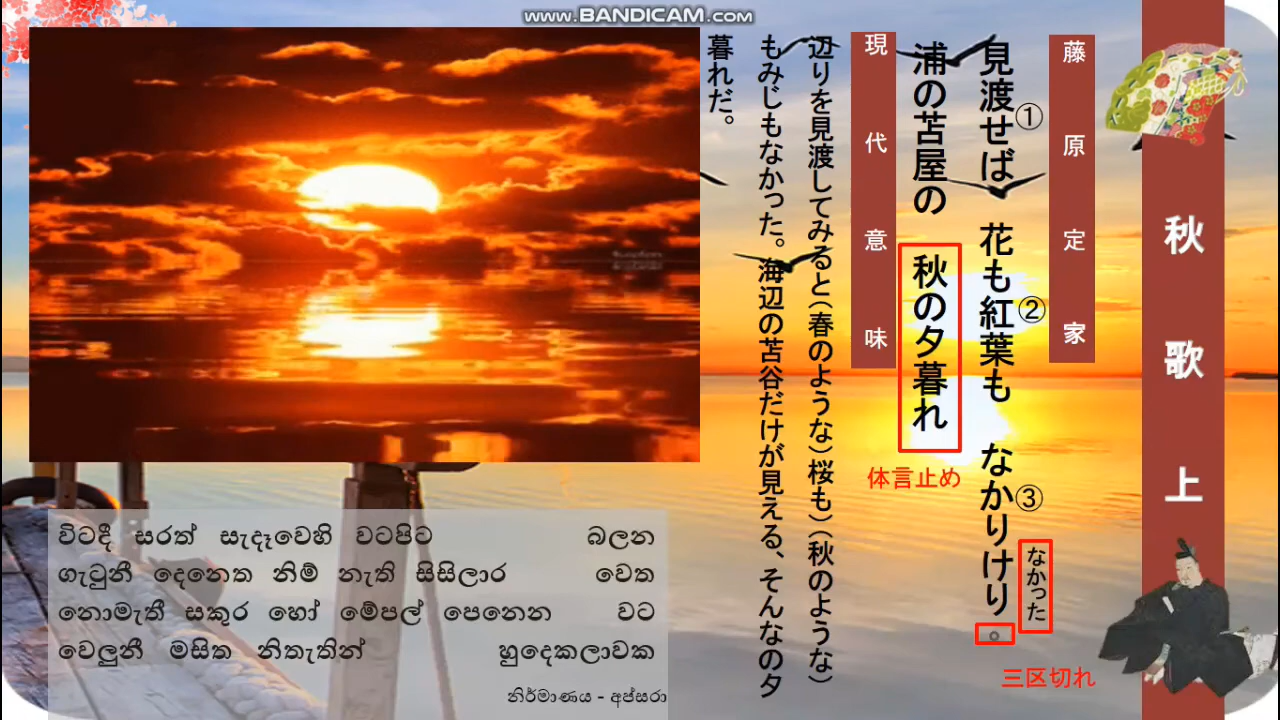 www.BANDICAM.com
秋歌上
藤原定家
見渡せば 花も紅葉も なかりけり。
①
②
③
なかった
三区切れ
浦の苫屋の 秋の夕暮れ
体言止め
現代意味
辺りを見渡してみると(春のような)桜も)(秋のような)
もみじもなかった。海辺の苫谷だけが見える、そんなの夕
暮れだ。
විටදී සරත් සැදෑවෙහි වටපිට බලන
ගැටුනී දෙනෙත නිම් නැති සිසිලාර වෙත
නොමැතී සකුර හෝ මේපල් පෙනෙන වට
වෙලුනී මසිත නිතැතින් හුදෙකලාවක
නිර්මාණය - අප්සරා